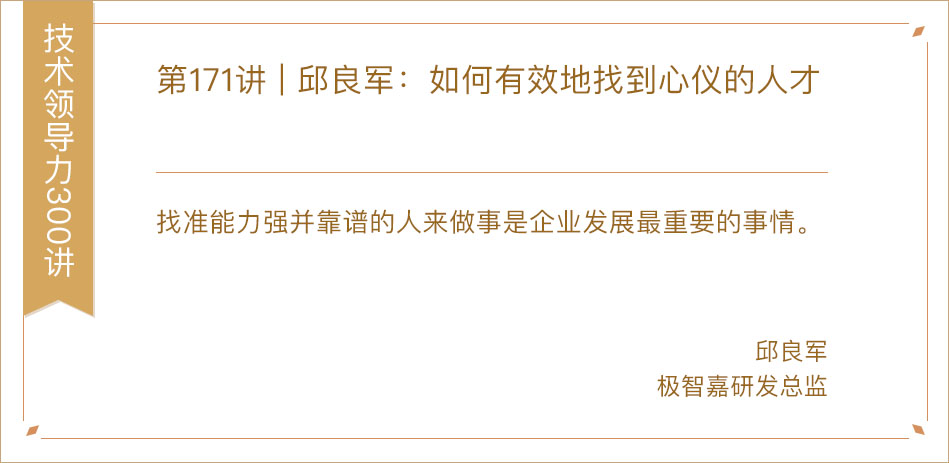 技术领导力300讲
第171讲 | 邱良军：如何有效地找到心仪的人才
找准能力强并靠谱的人来做事是企业发展最重要的事情。
邱良军
极智嘉研发总监